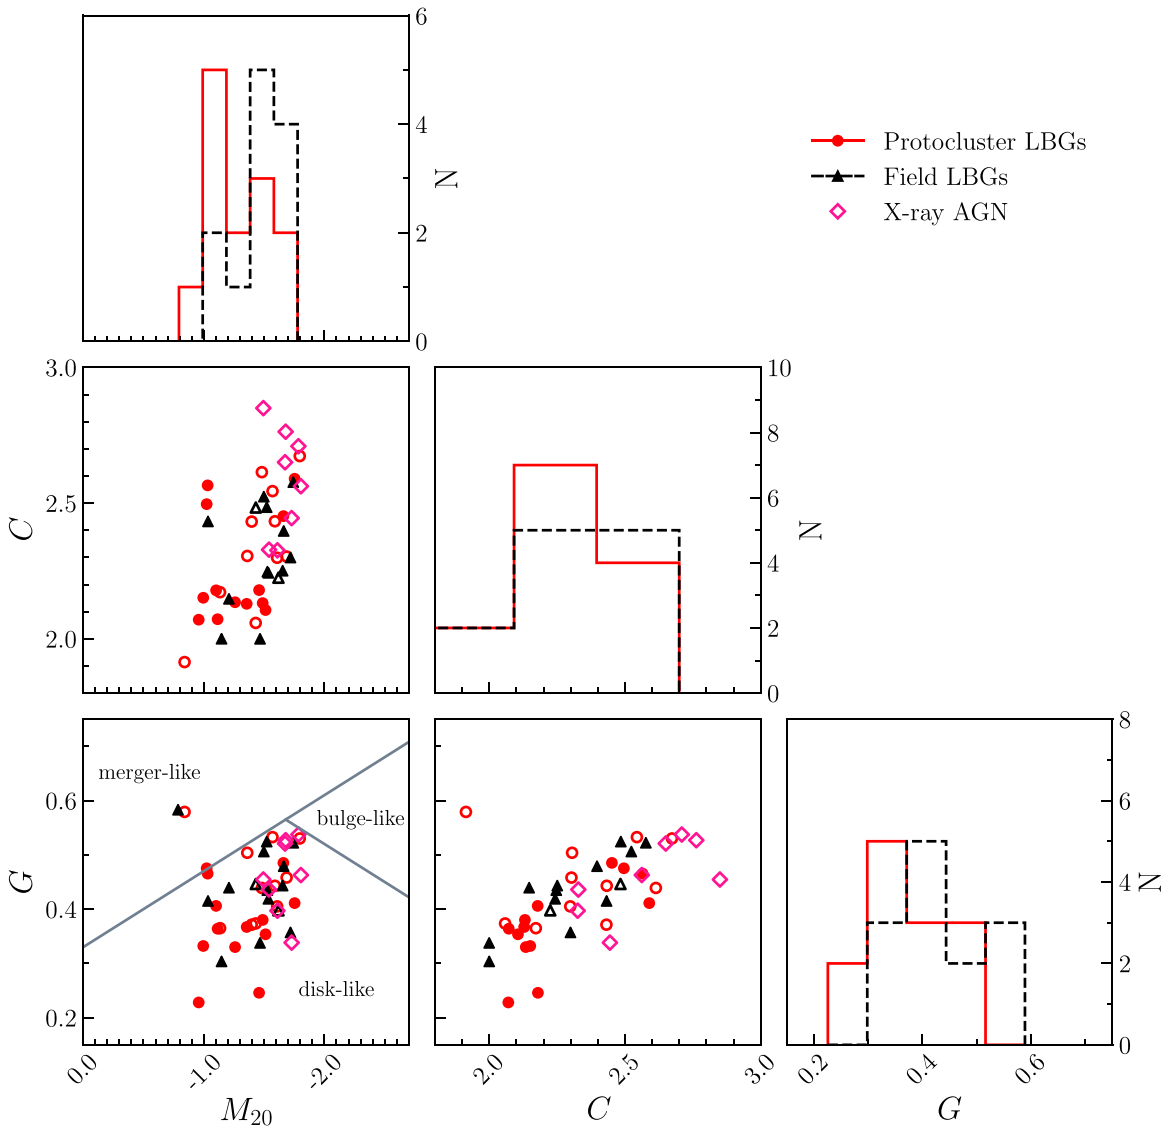 6
4
2
0
N
Protocluster LBGs
Field LBGs
X-ray AGN
3.0
2.5
2.0
C
10
8
6
4
2
0
N
merger-like
bulge-like
disk-like
0.6
0.4
0.2
G
8
6
4
2
0
N
0.0 -1.0 -2.0
2.0 2.5 3.0
0.2 0.4 0.6
M20
C
G